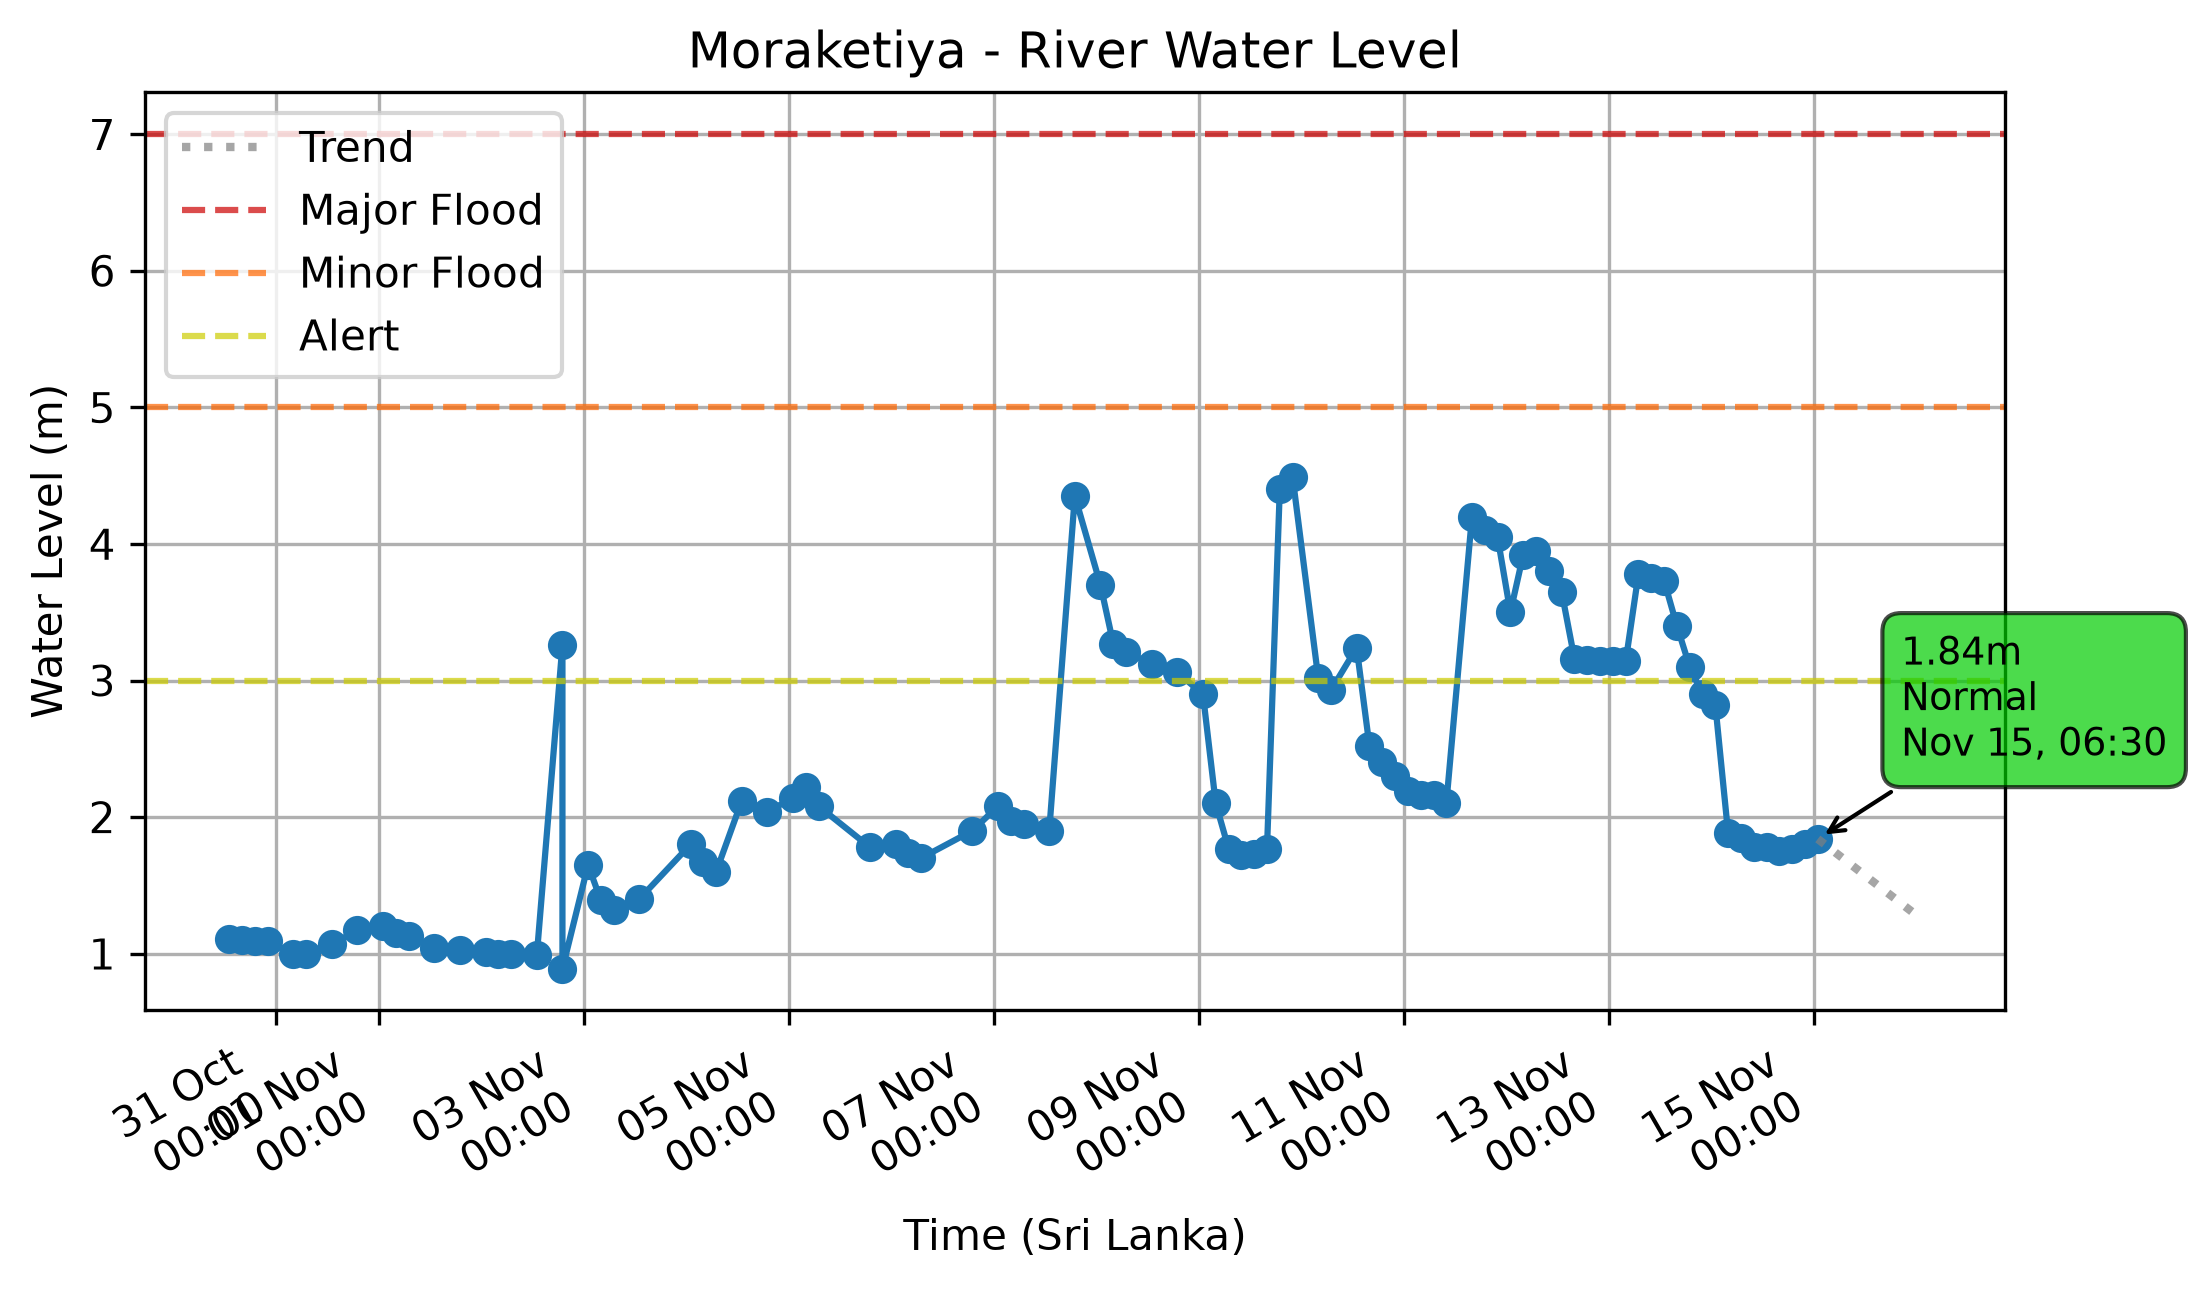 Moraketiya - River Water Level
Trend
Major Flood
Minor Flood
Alert
7
6
5
4
3
2
1
Water Level (m)
1.84m
Normal
Nov 15, 06:30
31 Oct
00:00
01 Nov
00:00
03 Nov
00:00
05 Nov
00:00
07 Nov
00:00
09 Nov
00:00
11 Nov
00:00
13 Nov
00:00
15 Nov
00:00
Time (Sri Lanka)